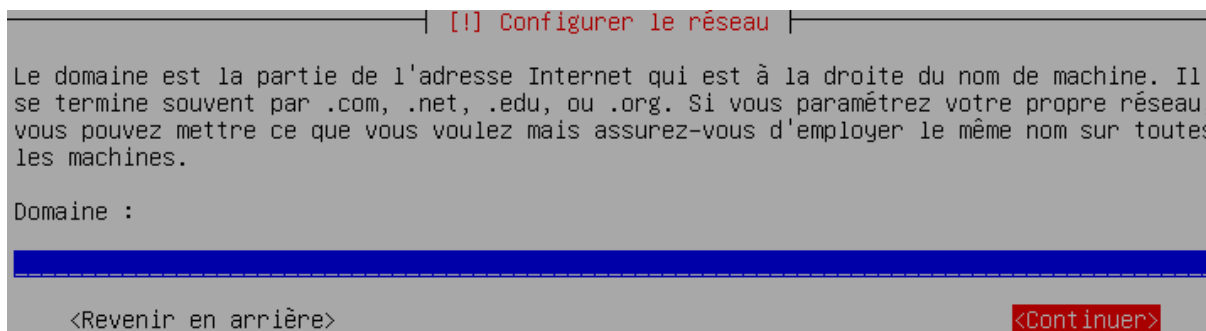 [!] Configurer le réseau
Le domaine est la partie de l'adresse Internet qui est à la droite du nom de machine. Il
se termine souvent par .com, .net, .edu, ou .org. Si vous paramétrez votre propre réseau
vous pouvez mettre ce que vous voulez mais assurez-vous d'employer le même nom sur toutes
les machines.
Domaine :
<Revenir en arrière> <Continuer>